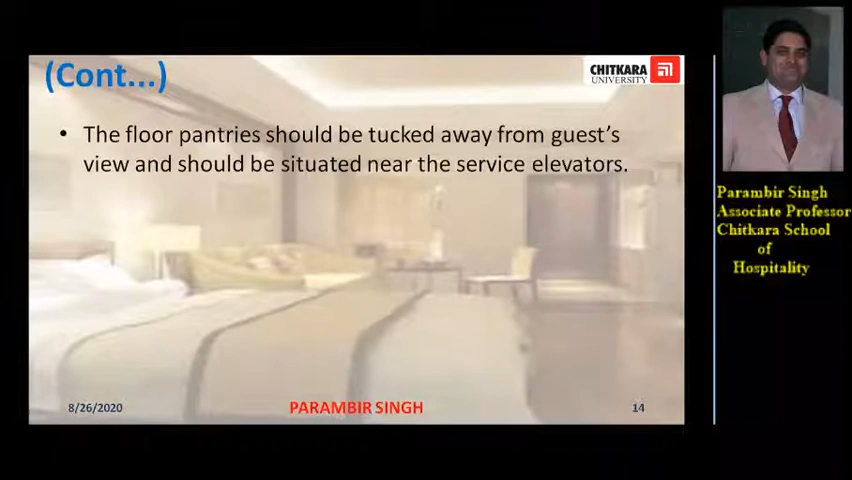 (Cont...)
CHITKARA
UNIVERSITY
• The floor pantries should be tucked away from guest's
view and should be situated near the service elevators.
8/26/2020
PARAMBIR SINGH
14
Parambir Singh
Associate Professor
Chitkara School
of
Hospitality